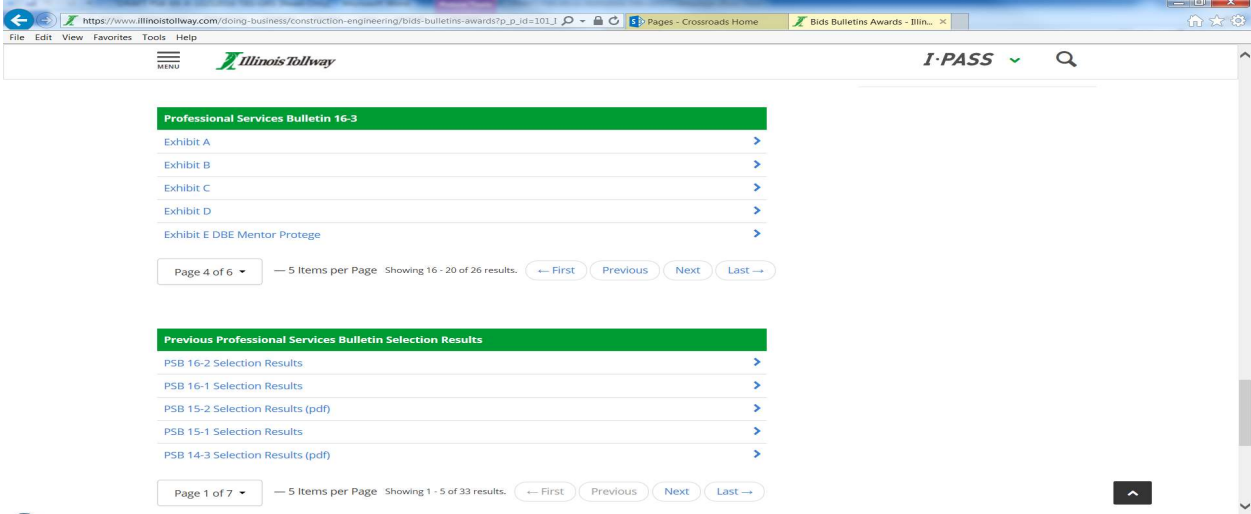 https://www.illinoistollway.com/doing-business/construction-engineering/bids-bulletins-awards?p_p_id=101_I
Pages - Crossroads Home
Bids Bulletins Awards - Illin...
File Edit View Favorites Tools Help
MENU
Illinois Tollway
I·PASS
Professional Services Bulletin 16-3
Exhibit A
Exhibit B
Exhibit C
Exhibit D
Exhibit E DBE Mentor Protege
Page 4 of 6 — 5 Items per Page Showing 16 - 20 of 26 results. ← First Previous Next Last →
Previous Professional Services Bulletin Selection Results
PSB 16-2 Selection Results
PSB 16-1 Selection Results
PSB 15-2 Selection Results (pdf)
PSB 15-1 Selection Results
PSB 14-3 Selection Results (pdf)
Page 1 of 7 — 5 Items per Page Showing 1 - 5 of 33 results. ← First Previous Next Last →